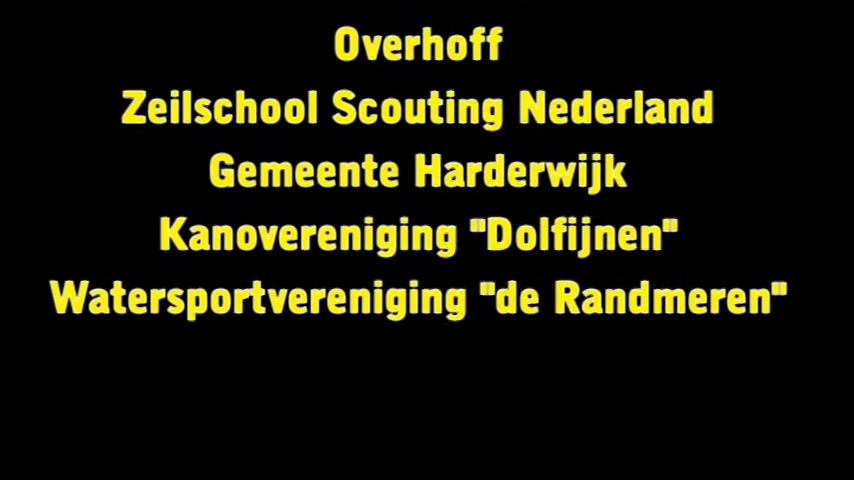 Overhoff
Zeilschool Scouting Nederland
Gemeente Harderwijk
Kanovereniging "Dolfijnen"
Watersportvereniging "de Randmeren"